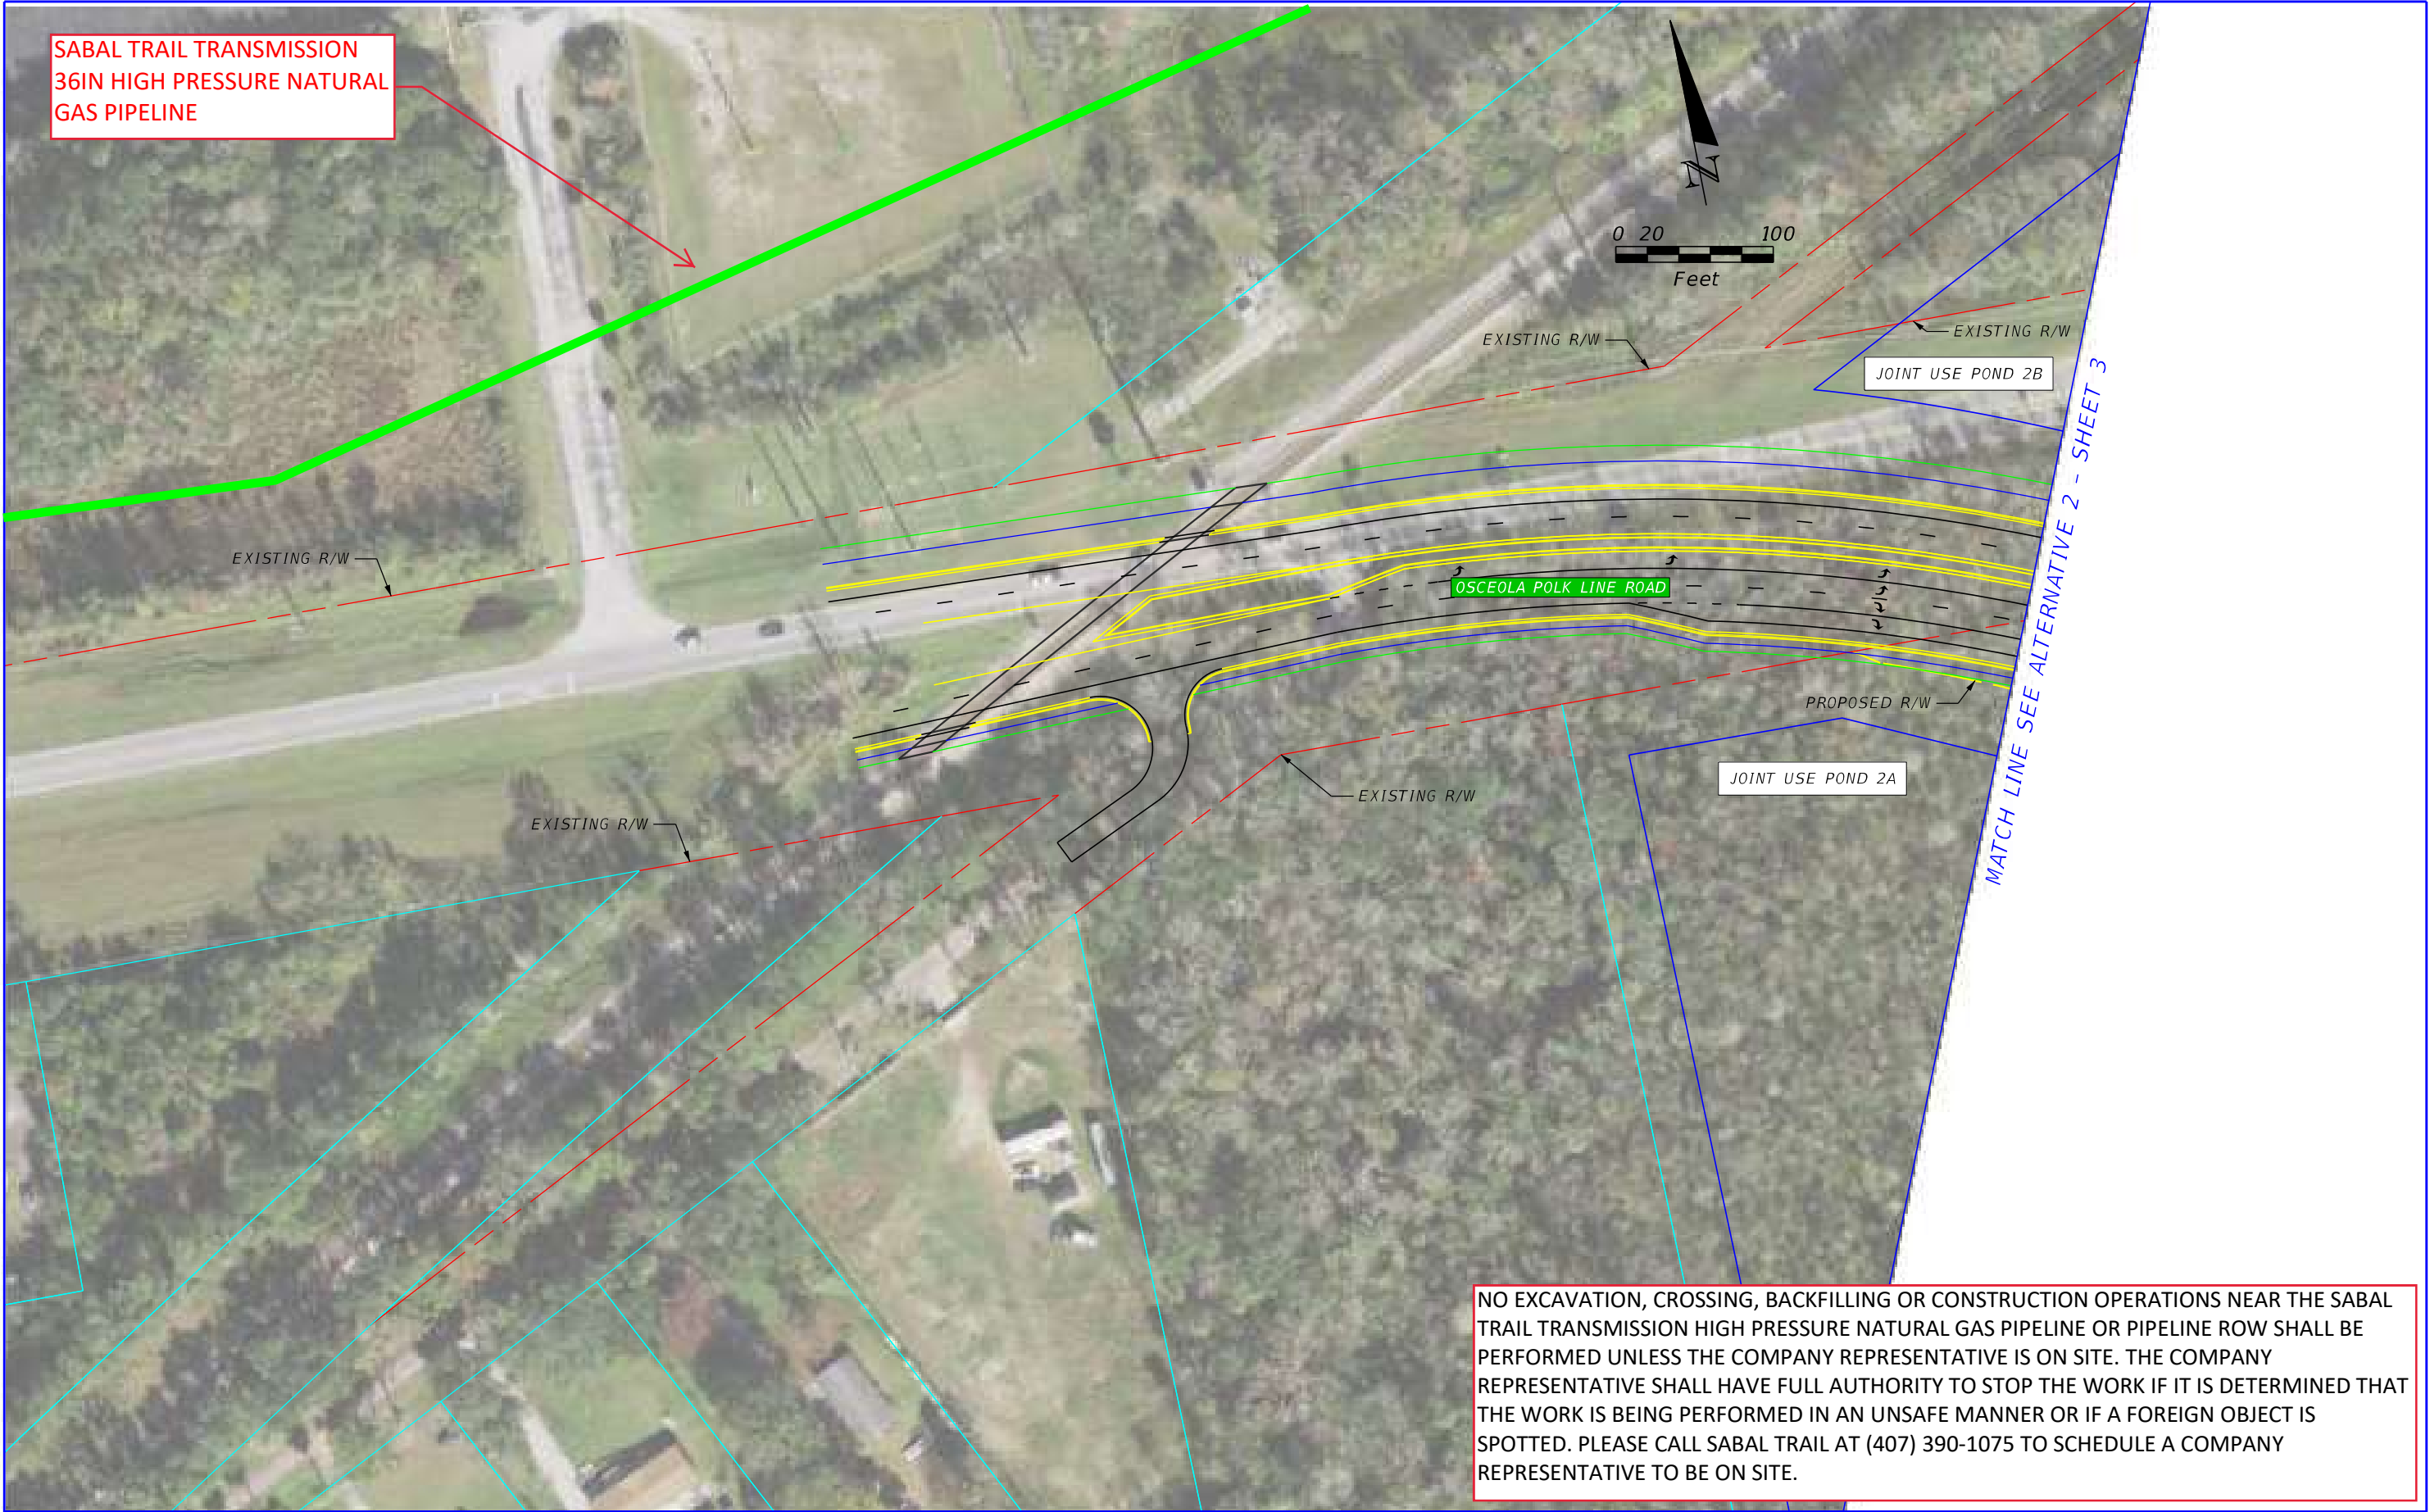 SABAL TRAIL TRANSMISSION
36IN HIGH PRESSURE NATURAL
GAS PIPELINE
N
0 20 100
Feet
EXISTING R/W
EXISTING R/W
JOINT USE POND 2B
MATCH LINE SEE ALTERNATIVE 2 - SHEET 3
EXISTING R/W
OSCEOLA POLK LINE ROAD
PROPOSED R/W
JOINT USE POND 2A
EXISTING R/W
EXISTING R/W
NO EXCAVATION, CROSSING, BACKFILLING OR CONSTRUCTION OPERATIONS NEAR THE SABAL
TRAIL TRANSMISSION HIGH PRESSURE NATURAL GAS PIPELINE OR PIPELINE ROW SHALL BE
PERFORMED UNLESS THE COMPANY REPRESENTATIVE IS ON SITE. THE COMPANY
REPRESENTATIVE SHALL HAVE FULL AUTHORITY TO STOP THE WORK IF IT IS DETERMINED THAT
THE WORK IS BEING PERFORMED IN AN UNSAFE MANNER OR IF A FOREIGN OBJECT IS
SPOTTED. PLEASE CALL SABAL TRAIL AT (407) 390-1075 TO SCHEDULE A COMPANY
REPRESENTATIVE TO BE ON SITE.